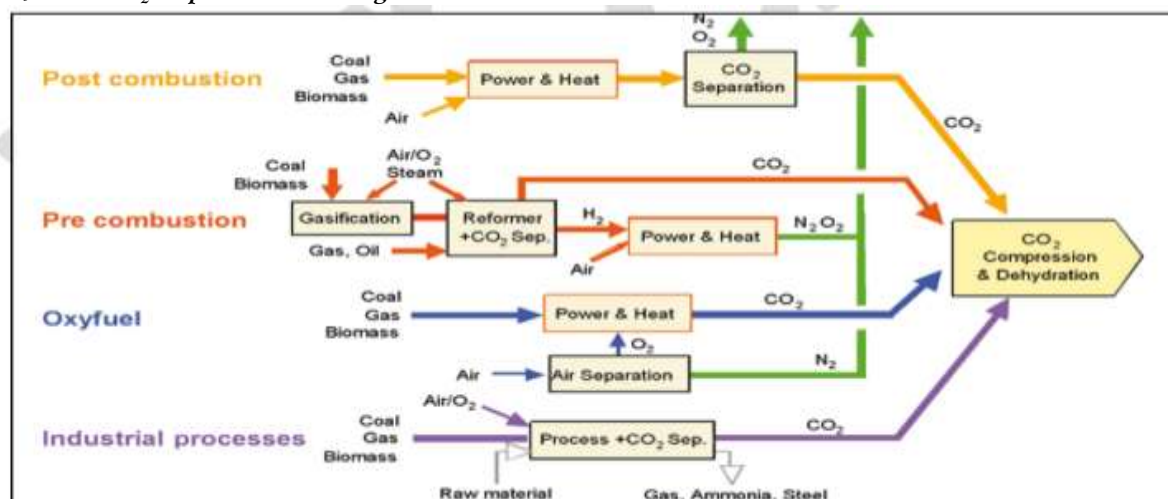 N2
O2
Coal
Gas
Biomass
Post combustion
Power & Heat
CO2
Separation
Air
CO2
Air/O2
Steam
Coal
Biomass
CO2
Pre combustion
Gasification
Reformer
+CO2 Sep.
H2
Power & Heat
N2 O2
Gas, Oil
Air
CO2
Compression
& Dehydration
Coal
Gas
Biomass
Oxyfuel
Power & Heat
CO2
O2
Air
Air Separation
N2
Air/O2
Coal
Gas
Biomass
Industrial processes
Process +CO2 Sep.
CO2
Raw material
Gas, Ammonia, Steel